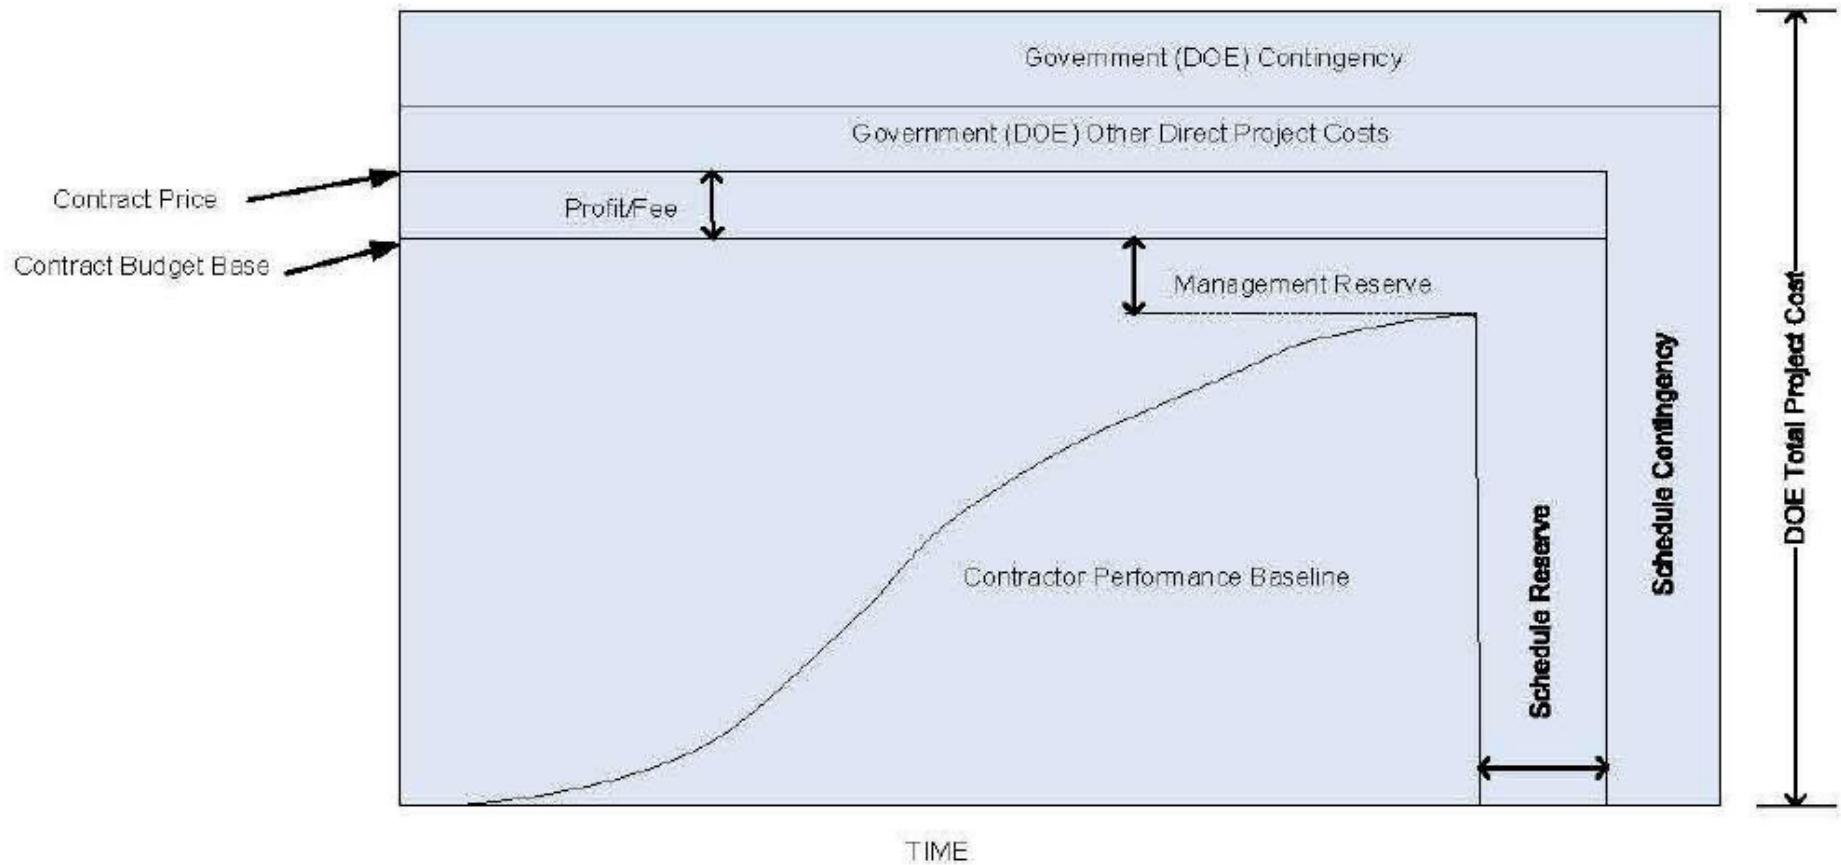 Government (DOE) Contingency
Government (DOE) Other Direct Project Costs
Contract Price
Profit/Fee
Contract Budget Base
Management Reserve
Contractor Performance Baseline
Schedule Reserve
Schedule Contingency
DOE Total Project Cost
TIME